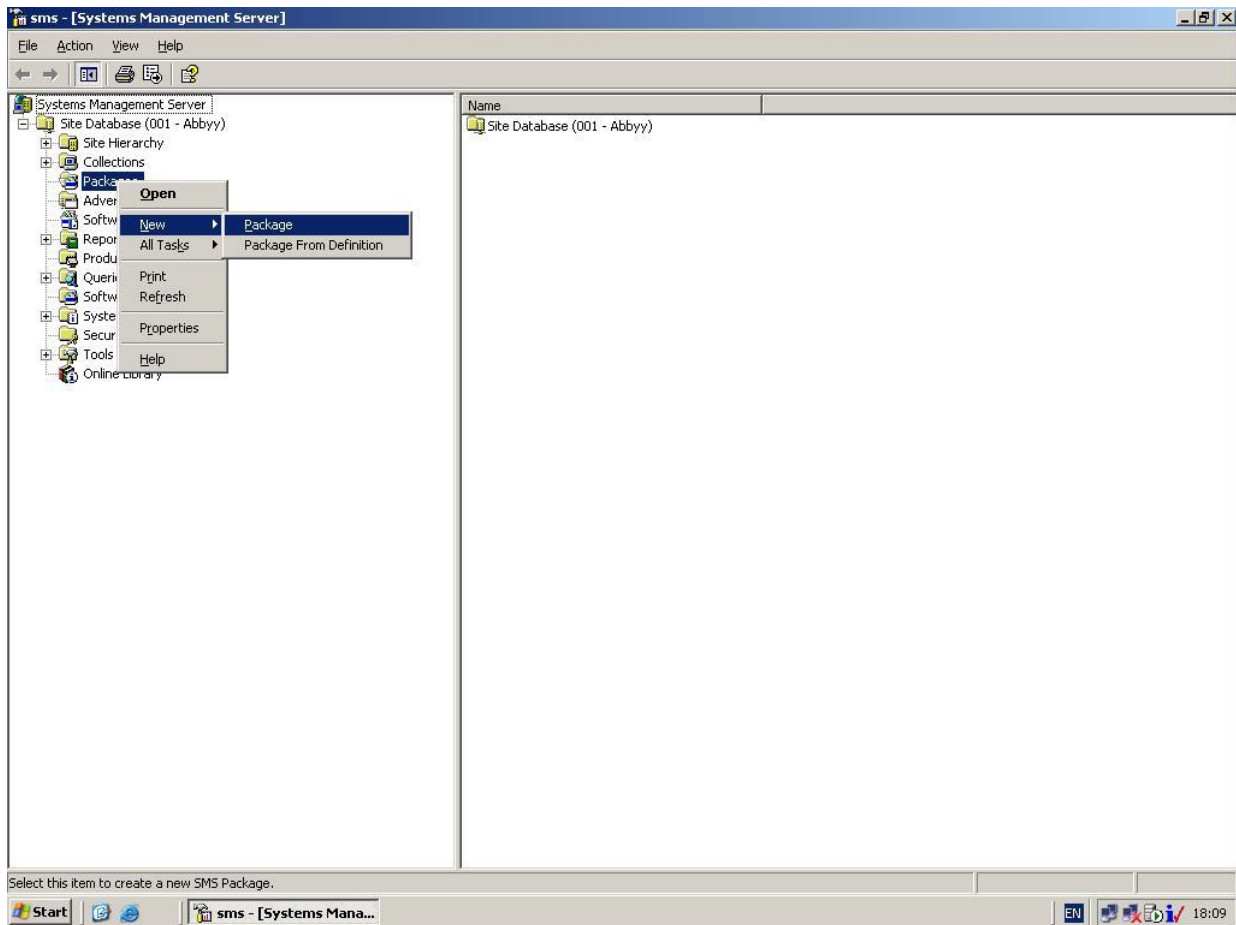 sms - [Systems Management Server]
File Action View Help
Systems Management Server
Site Database (001 - Abbyy)
Site Hierarchy
Collections
Packages
Adver
Softw
Repor
Produ
Queri
Softw
Syste
Secur
Tools
Online Library
Open
New
All Tasks
Print
Refresh
Properties
Help
Package
Package From Definition
Name
Site Database (001 - Abbyy)
Select this item to create a new SMS Package.
Start
sms - [Systems Mana...
EN
18:09